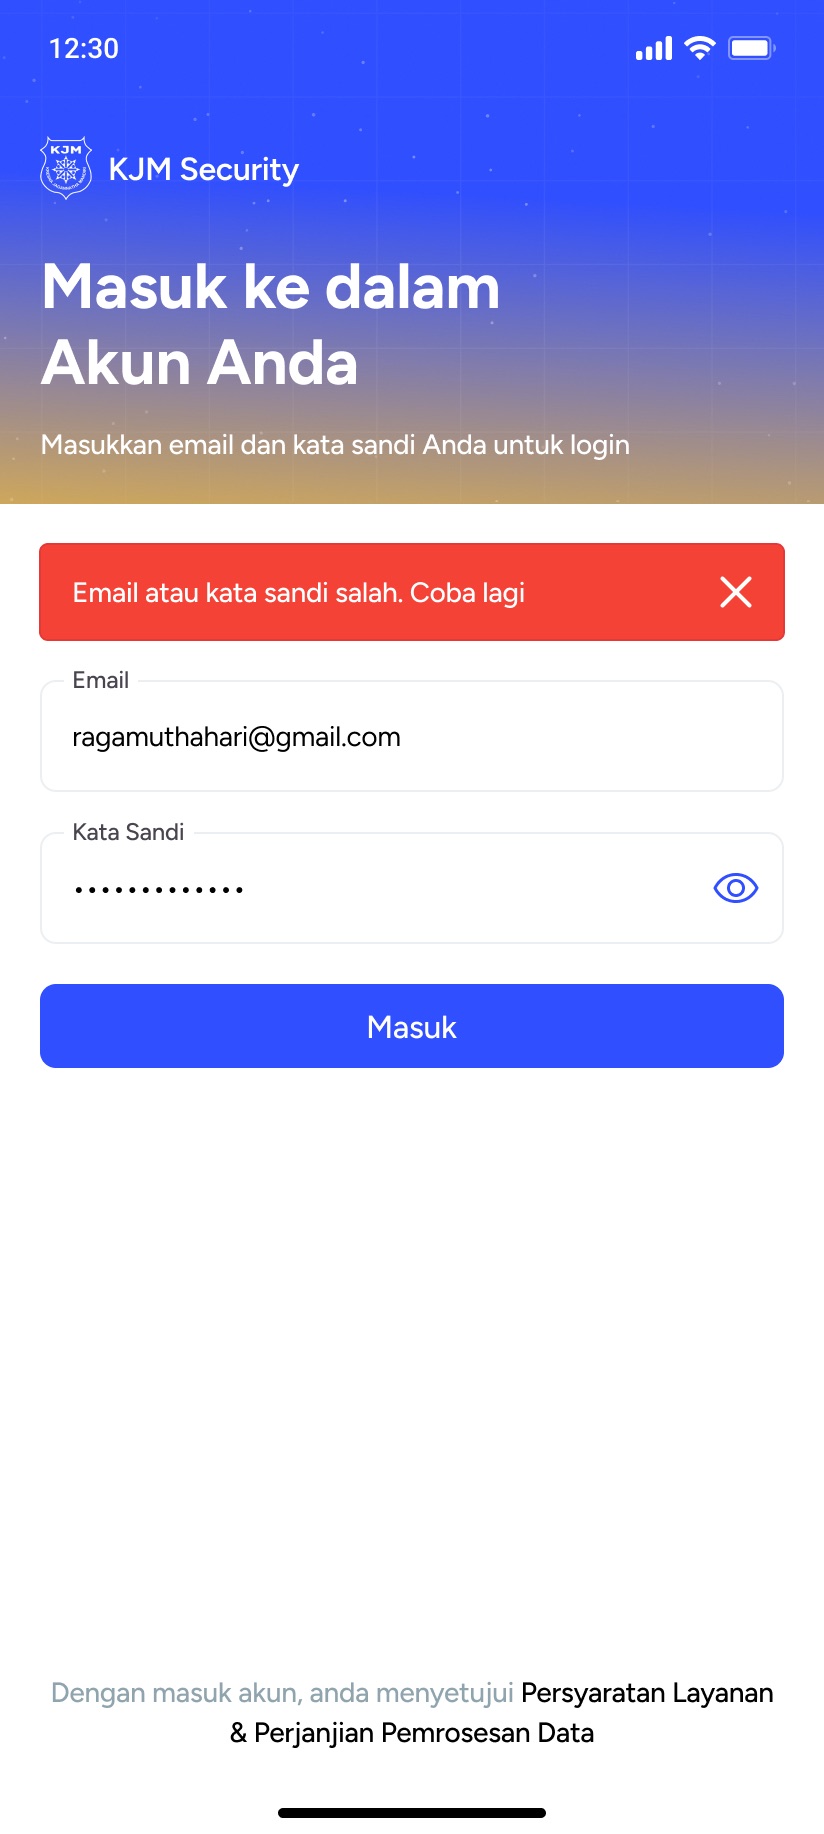 12:30
KJM
KJM Security
Masuk ke dalam
Akun Anda
Masukkan email dan kata sandi Anda untuk login
Email atau kata sandi salah. Coba lagi
Email
ragamuthahari@gmail.com
Kata Sandi
Masuk
Dengan masuk akun, anda menyetujui Persyaratan Layanan
& Perjanjian Pemrosesan Data